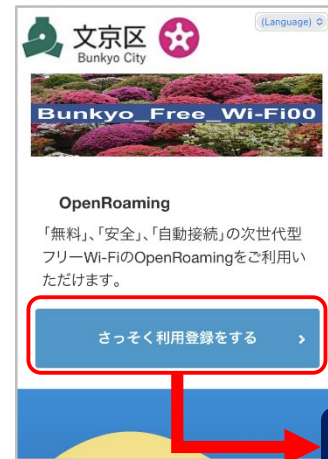 文京区
Bunkyo City
(Language)
Bunkyo_Free_Wi-Fi00
OpenRoaming
「無料」、「安全」、「自動接続」の次世代型
フリーWi-FiのOpenRoamingをご利用い
ただけます。
さっそく利用登録をする